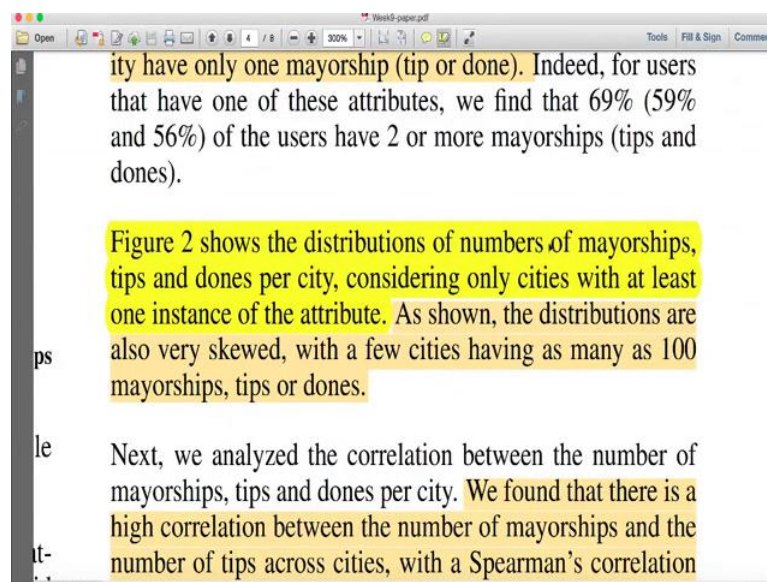 Week9-paper.pdf
Open 4 / 8 300% Tools Fill & Sign Commen
ity have only one mayorship (tip or done). Indeed, for users
that have one of these attributes, we find that 69% (59%
and 56%) of the users have 2 or more mayorships (tips and
dones).
Figure 2 shows the distributions of numbers of mayorships,
tips and dones per city, considering only cities with at least
one instance of the attribute. As shown, the distributions are
also very skewed, with a few cities having as many as 100
mayorships, tips or dones.
ps
le
Next, we analyzed the correlation between the number of
mayorships, tips and dones per city. We found that there is a
high correlation between the number of mayorships and the
at-
number of tips across cities, with a Spearman's correlation